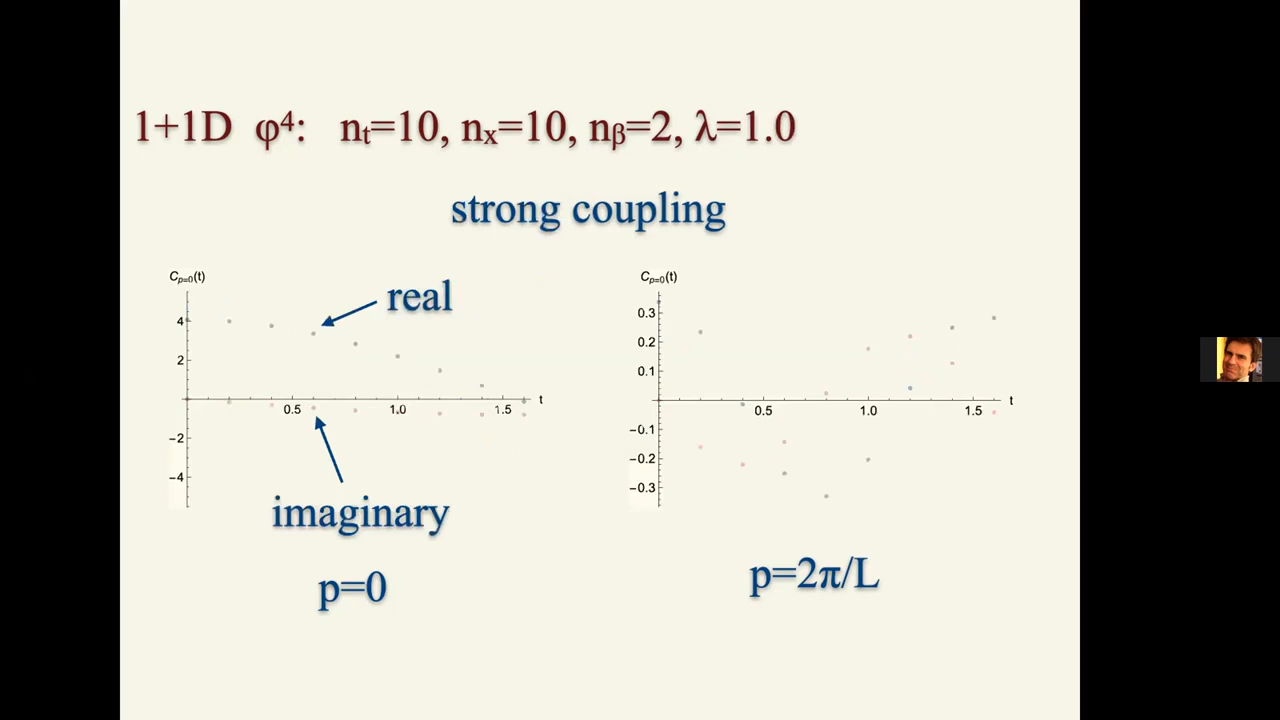 1+1D φ⁴: nₜ=10, nₓ=10, nᵦ=2, λ=1.0
strong coupling
C_{p=0}(t)
real
4
2
-2
-4
0.5
1.0
1.5
t
imaginary
p=0
C_{p=0}(t)
0.3
0.2
0.1
-0.1
-0.2
-0.3
0.5
1.0
1.5
t
p=2π/L